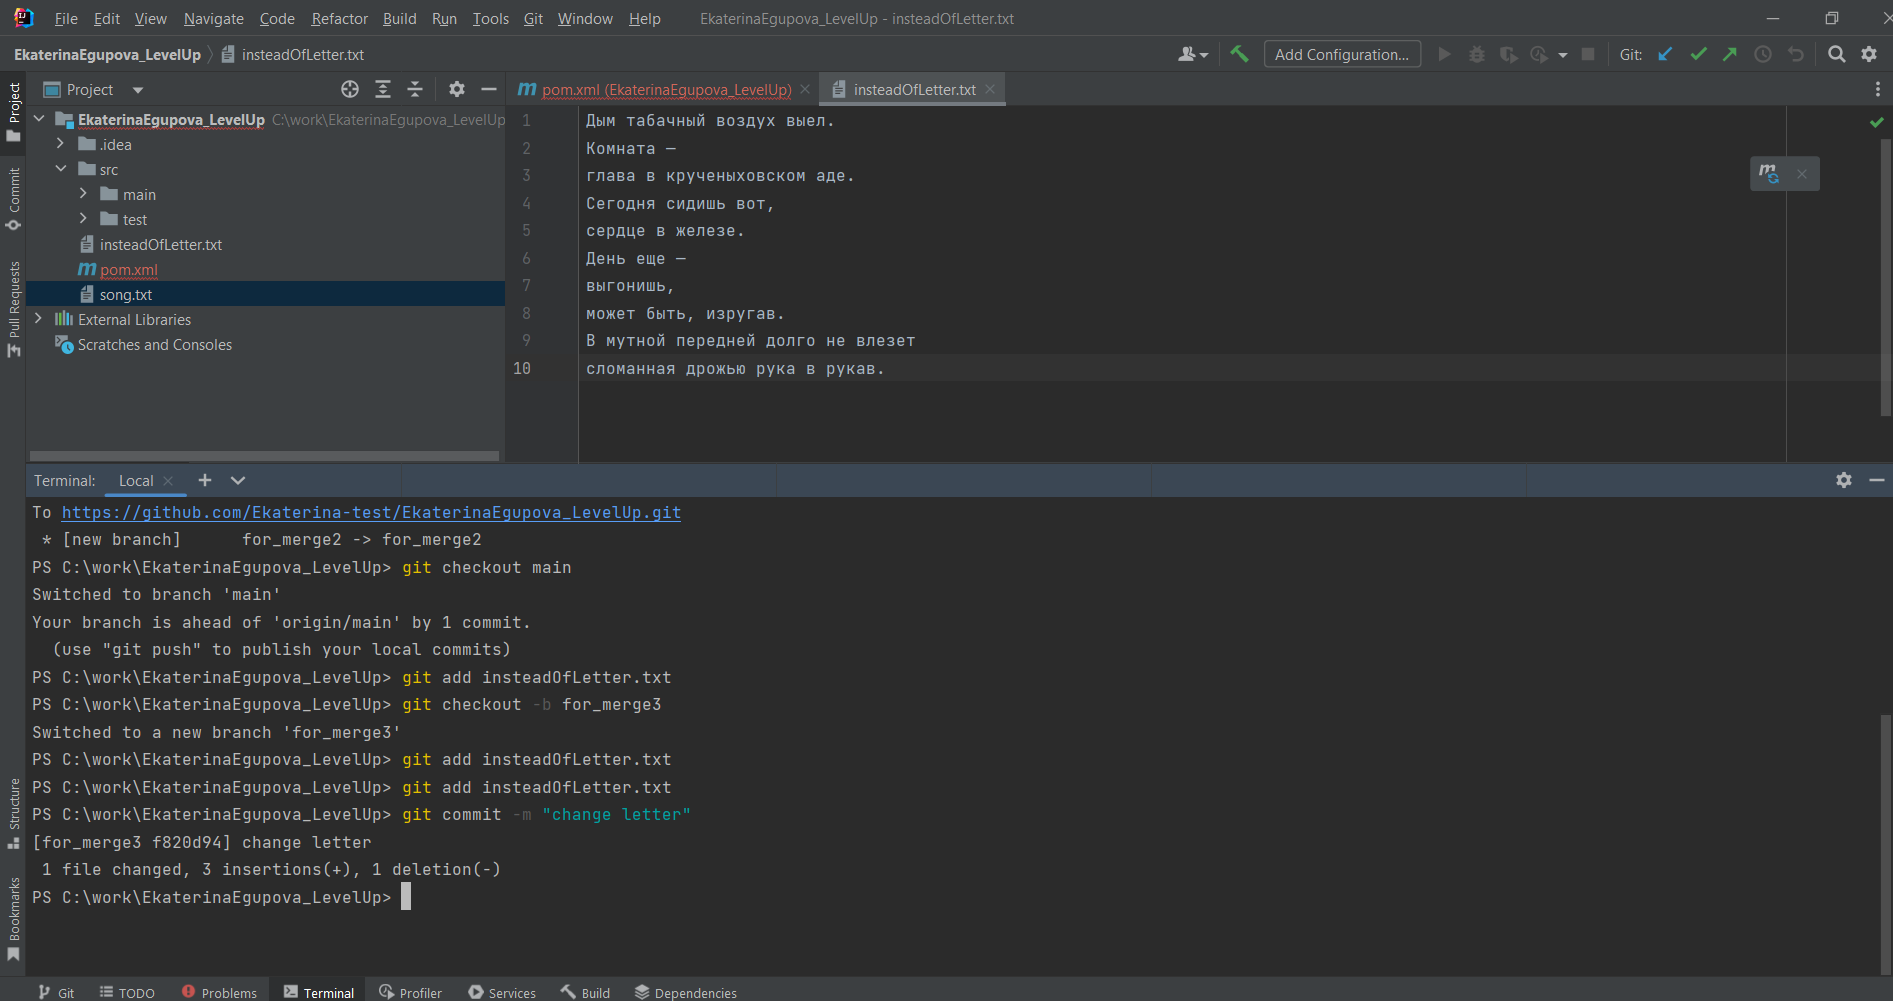 File Edit View Navigate Code Refactor Build Run Tools Git Window Help EkaterinaEgupova_LevelUp - insteadOfLetter.txt
EkaterinaEgupova_LevelUp insteadOfLetter.txt Add Configuration... Git:
Project
Project
pom.xml (EkaterinaEgupova_LevelUp)
insteadOfLetter.txt
EkaterinaEgupova_LevelUp C:\work\EkaterinaEgupova_LevelUp
.idea
src
main
test
insteadOfLetter.txt
pom.xml
song.txt
External Libraries
Scratches and Consoles
Commit
Pull Requests
1 Дым табачный воздух выел.
2 Комната —
3 глава в крученыховском аде.
4 Сегодня сидишь вот,
5 сердце в железе.
6 День еще —
7 выгонишь,
8 может быть, изругав.
9 В мутной передней долго не влезет
10 сломанная дрожью рука в рукав.
Terminal: Local
To https://github.com/Ekaterina-test/EkaterinaEgupova_LevelUp.git
* [new branch] for_merge2 -> for_merge2
PS C:\work\EkaterinaEgupova_LevelUp> git checkout main
Switched to branch 'main'
Your branch is ahead of 'origin/main' by 1 commit.
(use "git push" to publish your local commits)
PS C:\work\EkaterinaEgupova_LevelUp> git add insteadOfLetter.txt
PS C:\work\EkaterinaEgupova_LevelUp> git checkout -b for_merge3
Switched to a new branch 'for_merge3'
PS C:\work\EkaterinaEgupova_LevelUp> git add insteadOfLetter.txt
PS C:\work\EkaterinaEgupova_LevelUp> git add insteadOfLetter.txt
PS C:\work\EkaterinaEgupova_LevelUp> git commit -m "change letter"
[for_merge3 f820d94] change letter
1 file changed, 3 insertions(+), 1 deletion(-)
PS C:\work\EkaterinaEgupova_LevelUp>
Structure
Bookmarks
Git TODO Problems Terminal Profiler Services Build Dependencies